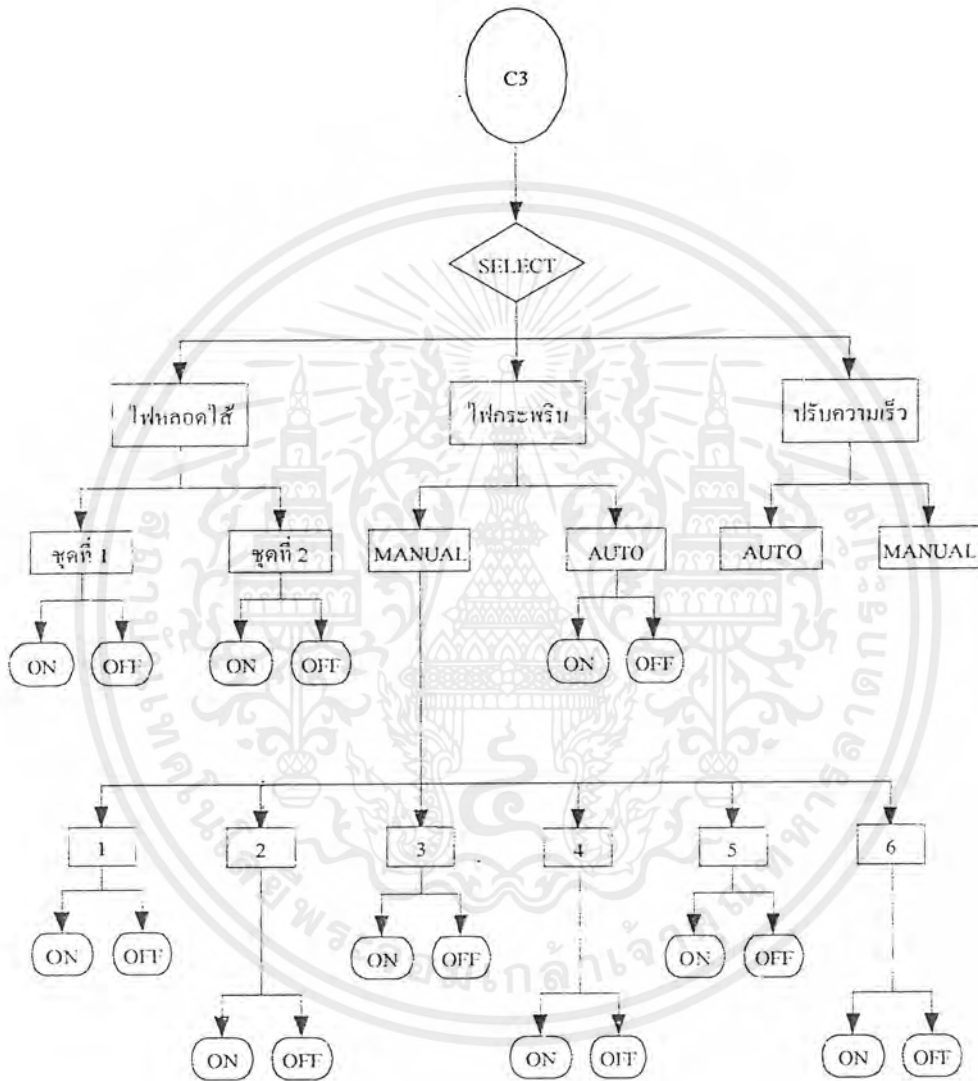 C3
SELECT
ไฟหลอดไส้ ไฟกระพริบ ปรับความเร็ว
ชุดที่ 1 ชุดที่ 2 MANUAL AUTO AUTO MANUAL
ON OFF ON OFF ON OFF
1 2 3 4 5 6
ON OFF ON OFF ON OFF
ON OFF ON OFF ON OFF